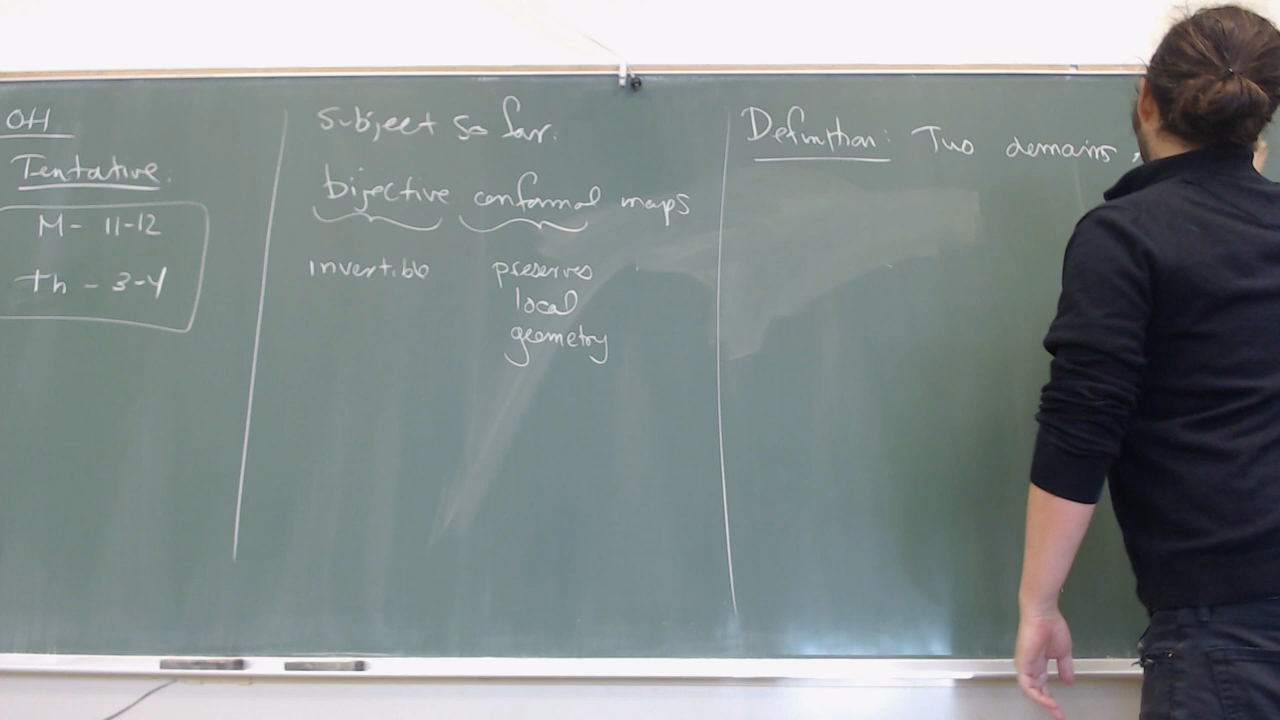 OH
Tentative.
M - 11-12
Th - 3-4
Subject so far.
bijective conformal maps
invertible
preserves
local
geometry
Definition: Two domains,